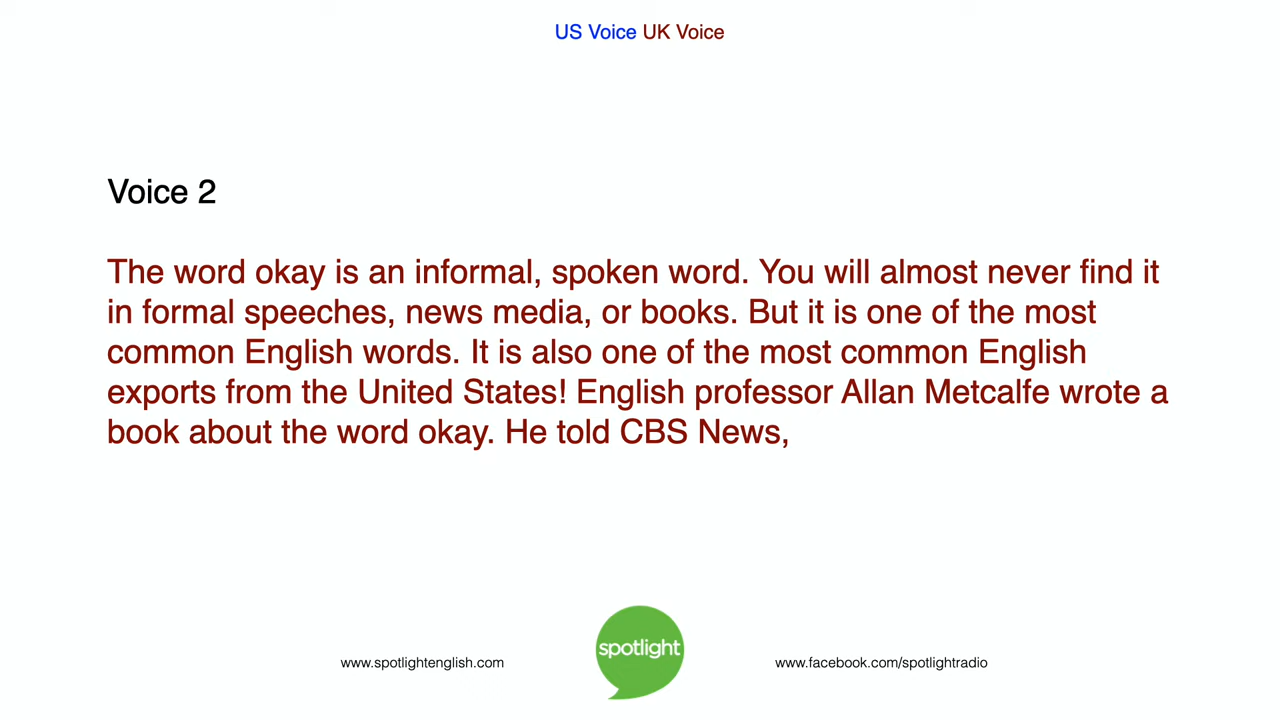 US Voice UK Voice
Voice 2
The word okay is an informal, spoken word. You will almost never find it
in formal speeches, news media, or books. But it is one of the most
common English words. It is also one of the most common English
exports from the United States! English professor Allan Metcalfe wrote a
book about the word okay. He told CBS News,
www.spotlightenglish.com
spotlight
www.facebook.com/spotlightradio